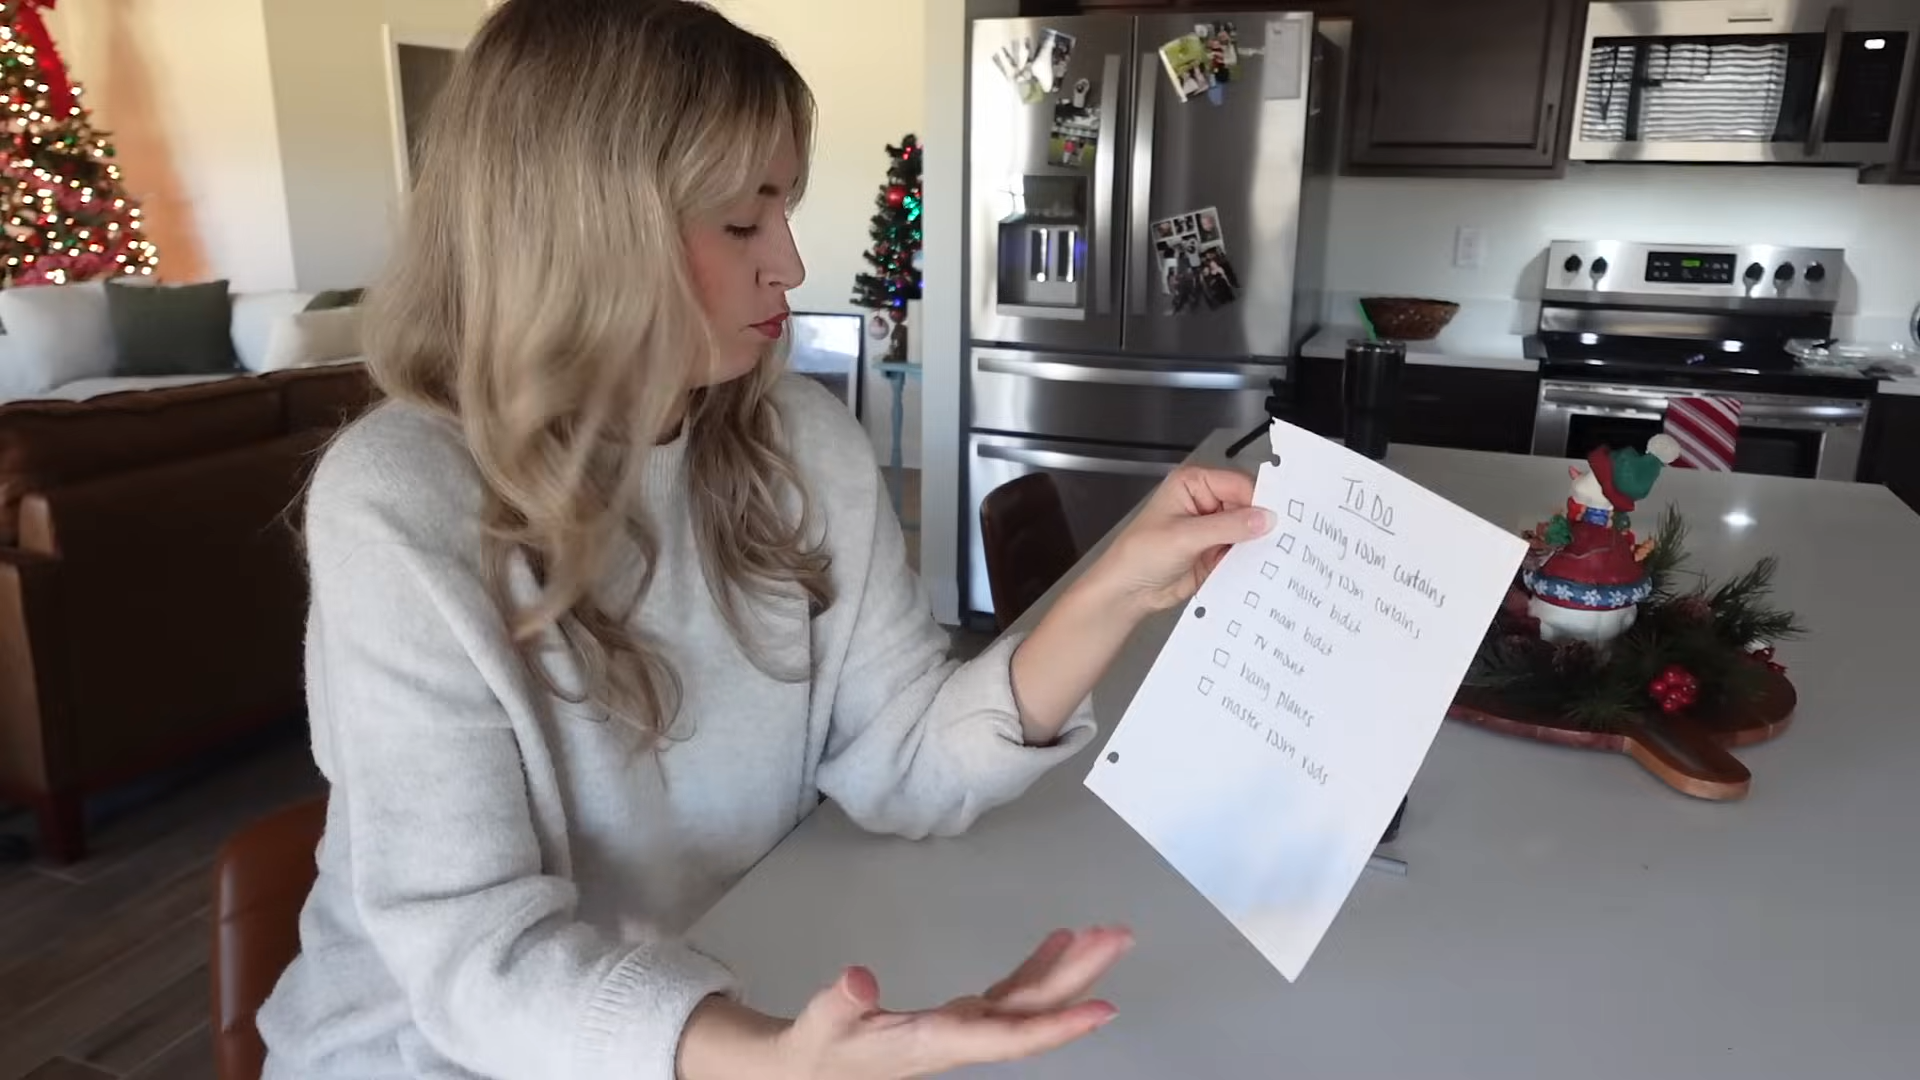 TO DO
Living room curtains
Dining room curtains
master bidet
main bidet
TV mount
hang plants
master room rods